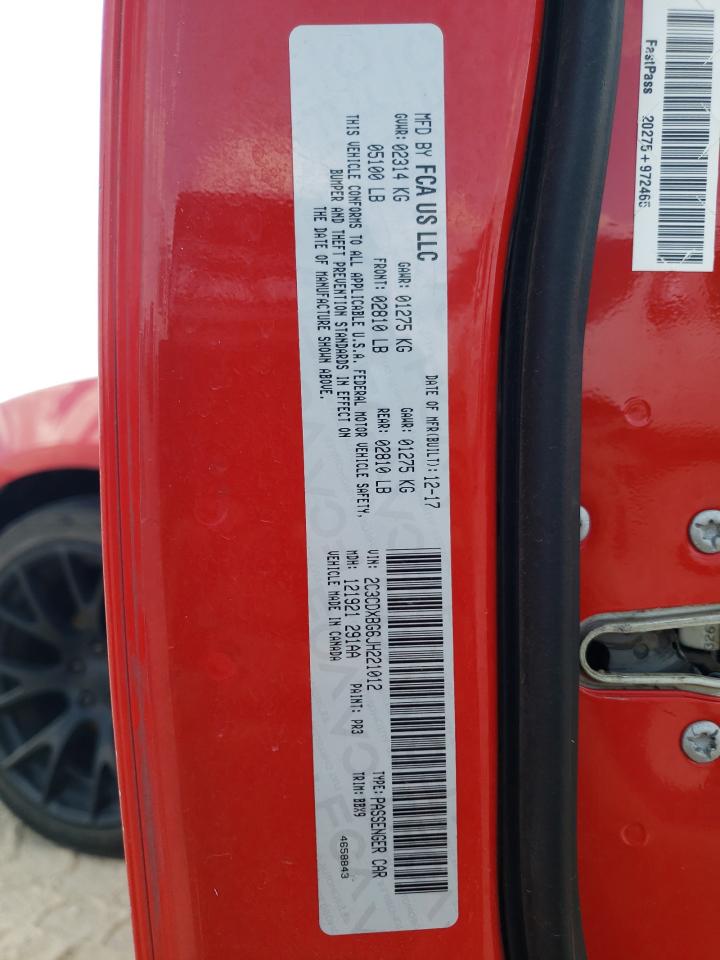 MFD BY FCA US LLC
DATE OF MFR(BUILT): 12-17
GVWR: 02314 KG GAWR: 01275 KG GAWR: 01275 KG
05100 LB FRONT: 02810 LB REAR: 02810 LB
THIS VEHICLE CONFORMS TO ALL APPLICABLE U.S.A. FEDERAL MOTOR VEHICLE SAFETY,
BUMPER AND THEFT PREVENTION STANDARDS IN EFFECT ON
THE DATE OF MANUFACTURE SHOWN ABOVE.
VIN: 2C3CDXBG6JH221012 TYPE: PASSENGER CAR
MDH: 121921 291AA PAINT: PR3 TRIM: BBX9
VEHICLE MADE IN CANADA 4658843
FastPass 20275+972465